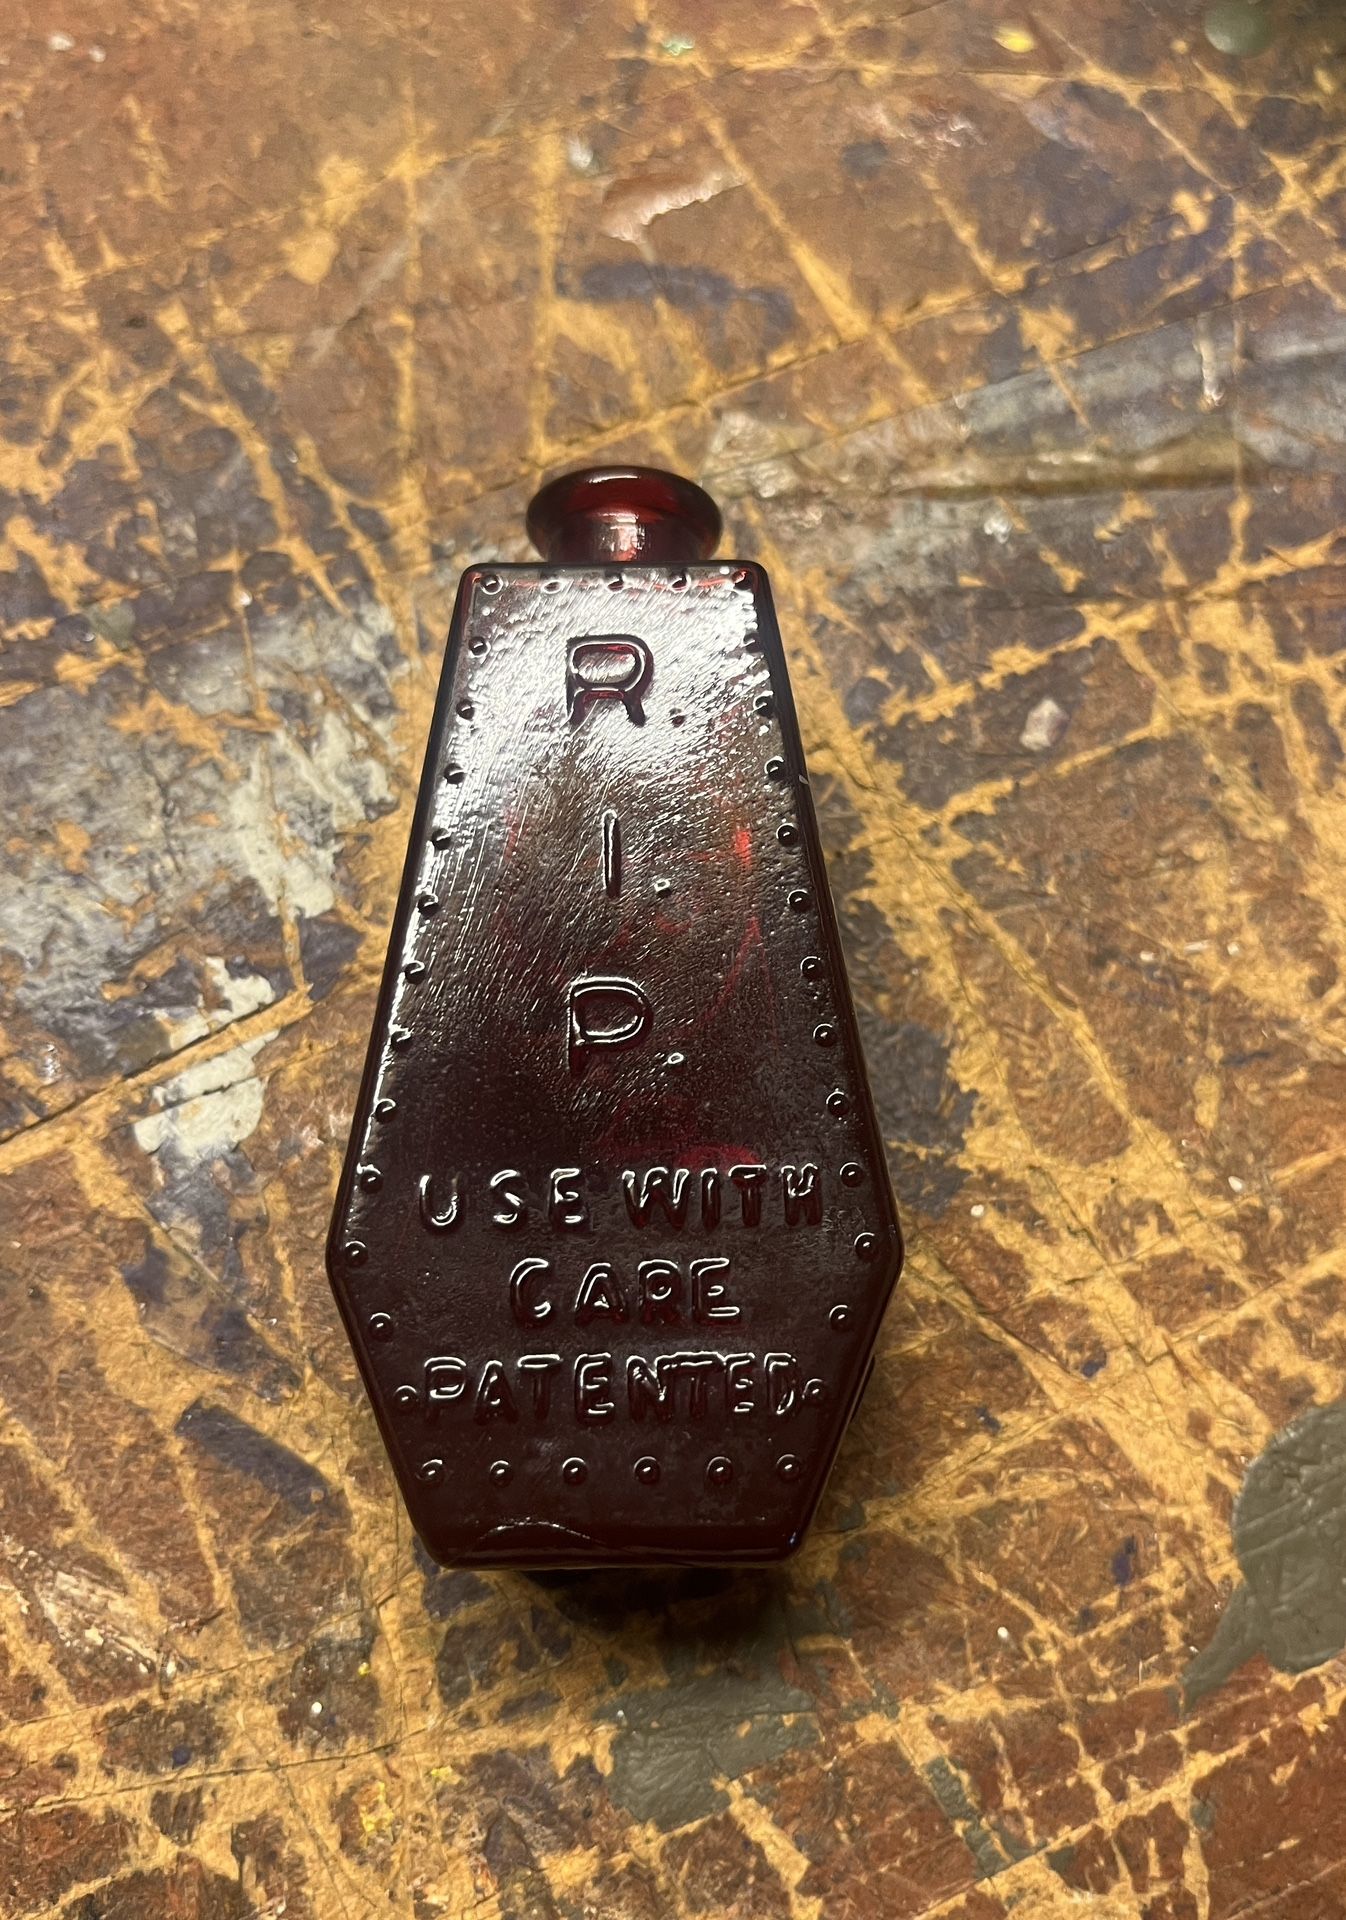 R.
I.
P.
USE WITH
CARE
PATENTED